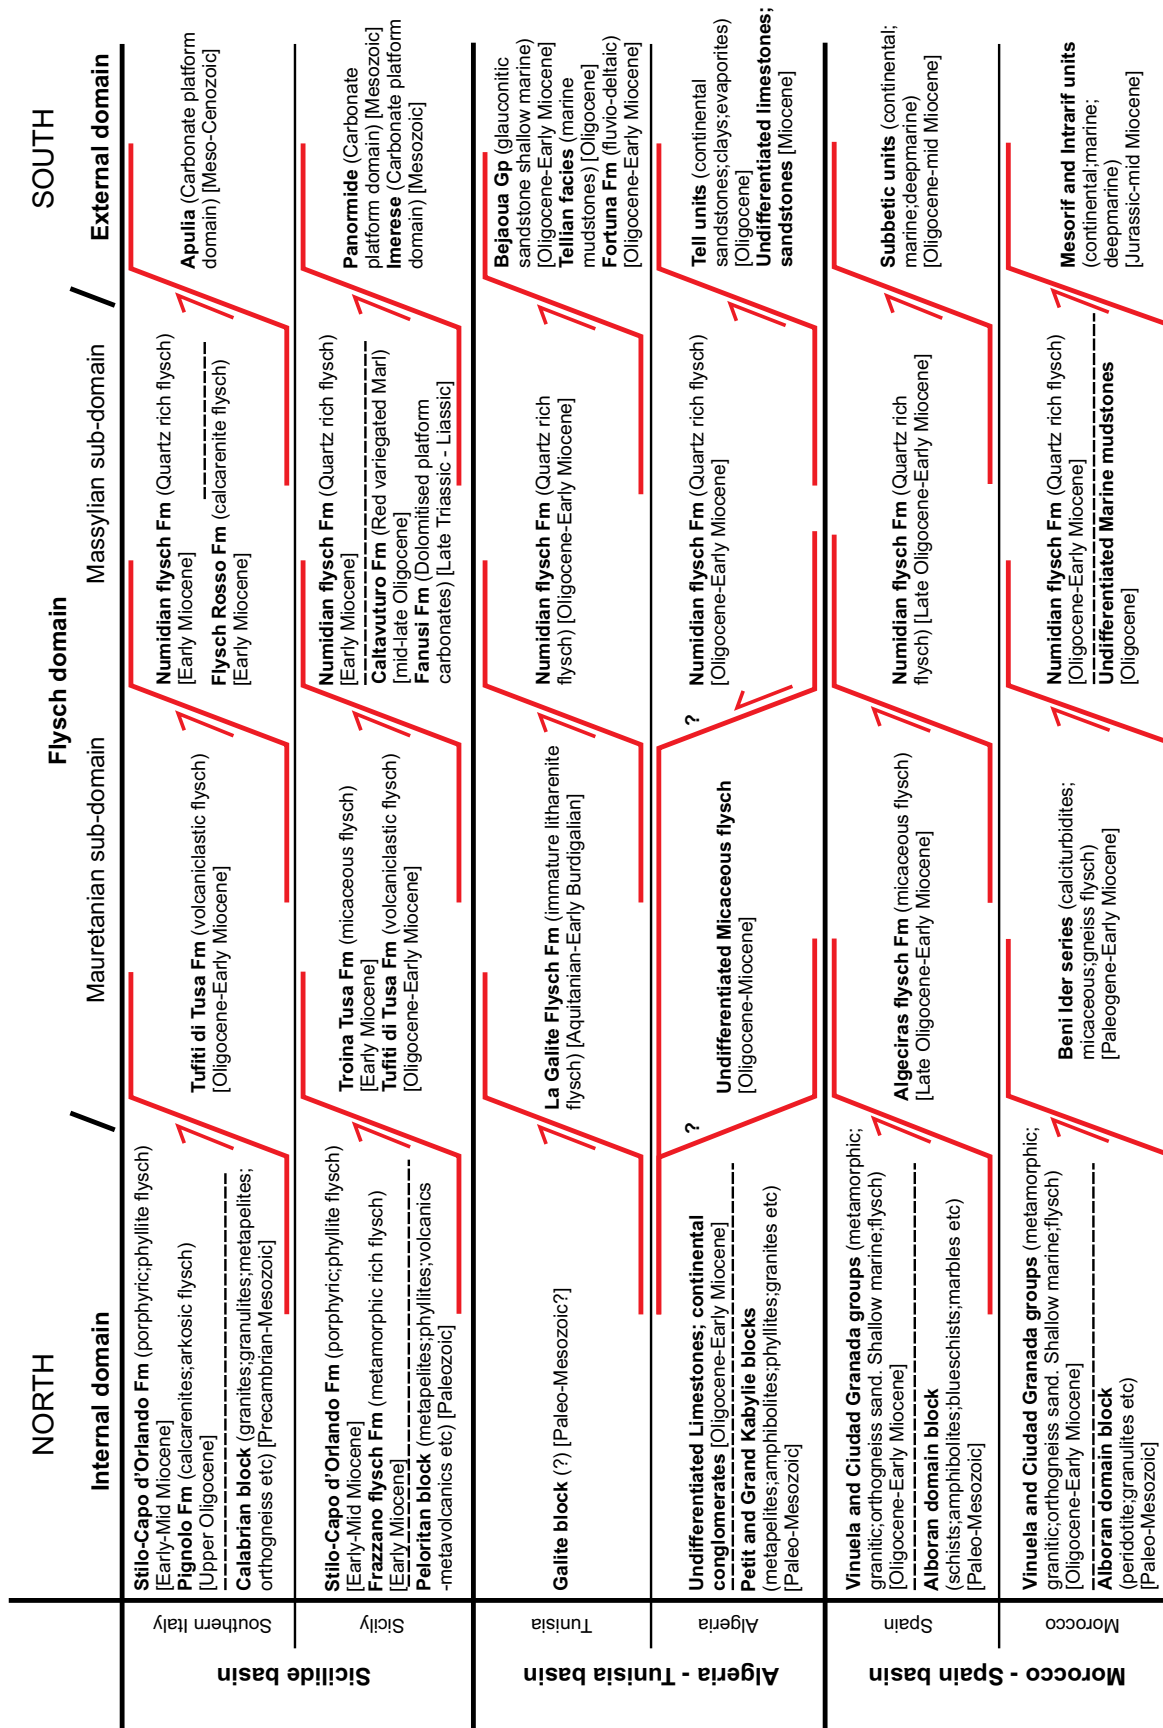 NORTH
SOUTH
Internal domain
Flysch domain
External domain
Mauretanian sub-domain
Massylian sub-domain
Sicilide basin
Southern Italy
Stilo-Capo d'Orlando Fm (porphyric;phyllite flysch)
[Early-Mid Miocene]
Pignolo Fm (calcarenites;arkosic flysch)
[Upper Oligocene]
Calabrian block (granites;granulites;metapelites;
orthogneiss etc) [Precambrian-Mesozoic]
Tufiti di Tusa Fm (volcaniclastic flysch)
[Oligocene-Early Miocene]
Numidian flysch Fm (Quartz rich flysch)
[Early Miocene]
Flysch Rosso Fm (calcarenite flysch)
[Early Miocene]
Apulia (Carbonate platform
domain) [Meso-Cenozoic]
Sicily
Stilo-Capo d'Orlando Fm (porphyric;phyllite flysch)
[Early-Mid Miocene]
Frazzano flysch Fm (metamorphic rich flysch)
[Early Miocene]
Peloritan block (metapelites;phyllites;volcanics
-metavolcanics etc) [Paleozoic]
Troina Tusa Fm (micaceous flysch)
[Early Miocene]
Tufiti di Tusa Fm (volcaniclastic flysch)
[Oligocene-Early Miocene]
Numidian flysch Fm (Quartz rich flysch)
[Early Miocene]
Caltavuturo Fm (Red variegated Marl)
[mid-late Oligocene]
Fanusi Fm (Dolomitised platform
carbonates) [Late Triassic - Liassic]
Panormide (Carbonate
platform domain) [Mesozoic]
Imerese (Carbonate platform
domain) [Mesozoic]
Algeria - Tunisia basin
Tunisia
Galite block (?) [Paleo-Mesozoic?]
La Galite Flysch Fm (immature litharenite
flysch) [Aquitanian-Early Burdigalian]
Numidian flysch Fm (Quartz rich
flysch) [Oligocene-Early Miocene]
Bejaoua Gp (glauconitic
sandstone shallow marine)
[Oligocene-Early Miocene]
Tellian facies (marine
mudstones) [Oligocene]
Fortuna Fm (fluvio-deltaic)
[Oligocene-Early Miocene]
Algeria
Undifferentiated Limestones; continental
conglomerates [Oligocene-Early Miocene]
Petit and Grand Kabylie blocks
(metapelites;amphibolites;phyllites;granites etc)
[Paleo-Mesozoic]
?
Undifferentiated Micaceous flysch
[Oligocene-Miocene]
?
Numidian flysch Fm (Quartz rich flysch)
[Oligocene-Early Miocene]
Tell units (continental
sandstones;clays;evaporites)
[Oligocene]
Undifferentiated limestones;
sandstones [Miocene]
Morocco - Spain basin
Spain
Vinuela and Ciudad Granada groups (metamorphic;
granitic;orthogneiss sand. Shallow marine;flysch)
[Oligocene-Early Miocene]
Alboran domain block
(schists;amphibolites;blueschists;marbles etc)
[Paleo-Mesozoic]
Algeciras flysch Fm (micaceous flysch)
[Late Oligocene-Early Miocene]
Numidian flysch Fm (Quartz rich
flysch) [Late Oligocene-Early Miocene]
Subbetic units (continental;
marine;deepmarine)
[Oligocene-mid Miocene]
Morocco
Vinuela and Ciudad Granada groups (metamorphic;
granitic;orthogneiss sand. Shallow marine;flysch)
[Oligocene-Early Miocene]
Alboran domain block
(peridotite;granulites etc)
[Paleo-Mesozoic]
Beni Ider series (calciturbidites;
micaceous;gneiss flysch)
[Paleogene-Early Miocene]
Numidian flysch Fm (Quartz rich flysch)
[Oligocene-Early Miocene]
Undifferentiated Marine mudstones
[Oligocene]
Mesorif and Intrarif units
(continental;marine;
deepmarine)
[Jurassic-mid Miocene]